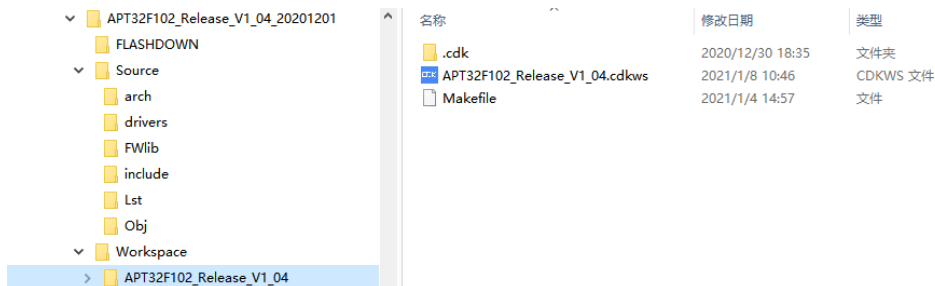 APT32F102_Release_V1_04_20201201
FLASHDOWN
Source
arch
drivers
FWlib
include
Lst
Obj
Workspace
APT32F102_Release_V1_04
名称 修改日期 类型
.cdk 2020/12/30 18:35 文件夹
APT32F102_Release_V1_04.cdkws 2021/1/8 10:46 CDKWS 文件
Makefile 2021/1/4 14:57 文件